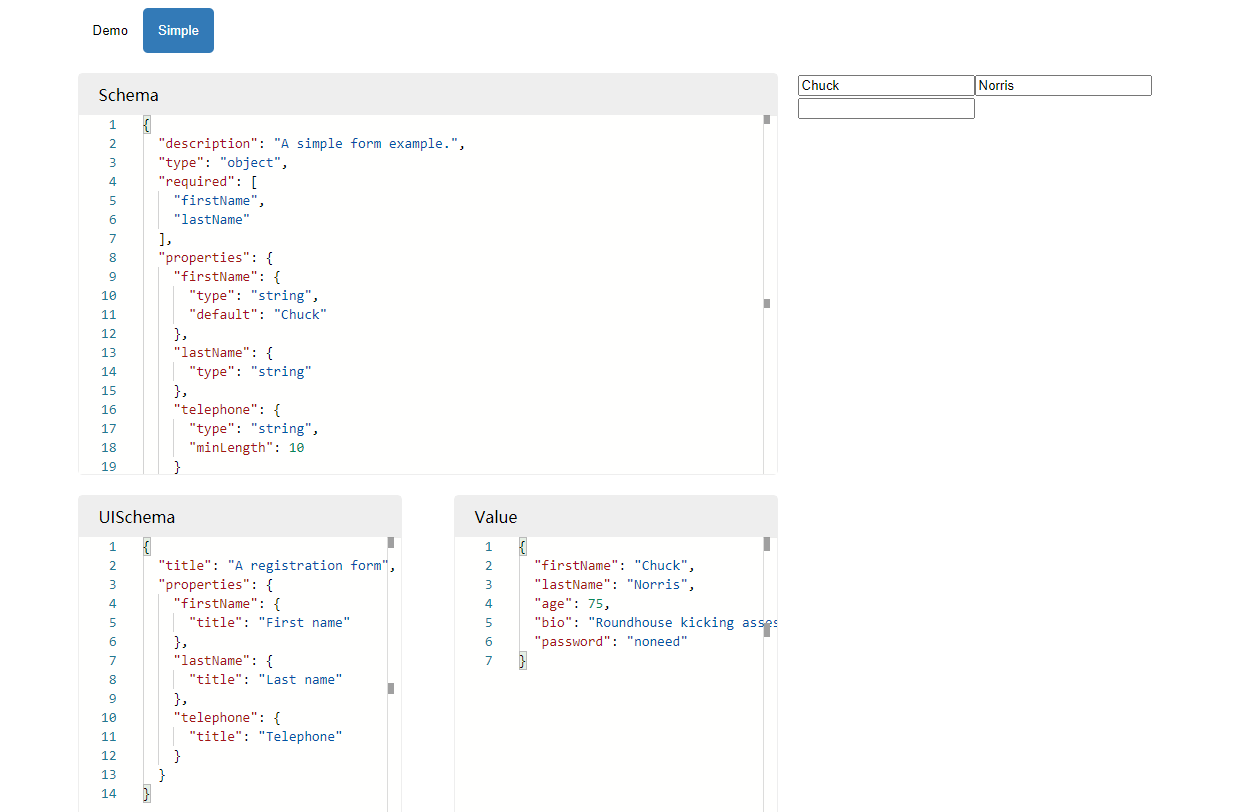 Demo Simple
Schema
1 {
2 "description": "A simple form example.",
3 "type": "object",
4 "required": [
5 "firstName",
6 "lastName"
7 ],
8 "properties": {
9 "firstName": {
10 "type": "string",
11 "default": "Chuck"
12 },
13 "lastName": {
14 "type": "string"
15 },
16 "telephone": {
17 "type": "string",
18 "minLength": 10
19 }
Chuck Norris
UISchema
1 {
2 "title": "A registration form",
3 "properties": {
4 "firstName": {
5 "title": "First name"
6 },
7 "lastName": {
8 "title": "Last name"
9 },
10 "telephone": {
11 "title": "Telephone"
12 }
13 }
14 }
Value
1 {
2 "firstName": "Chuck",
3 "lastName": "Norris",
4 "age": 75,
5 "bio": "Roundhouse kicking asses
6 "password": "noneed"
7 }